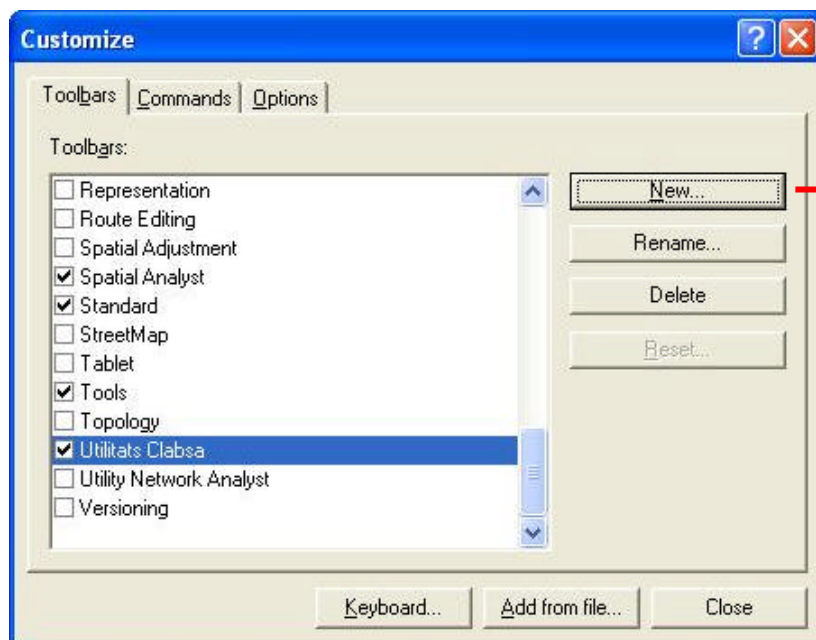 Customize
Toolbars Commands Options
Toolbars:
Representation
Route Editing
Spatial Adjustment
Spatial Analyst
Standard
StreetMap
Tablet
Tools
Topology
Utilitats Clabsa
Utility Network Analyst
Versioning
New...
Rename...
Delete
Reset...
Keyboard... Add from file... Close